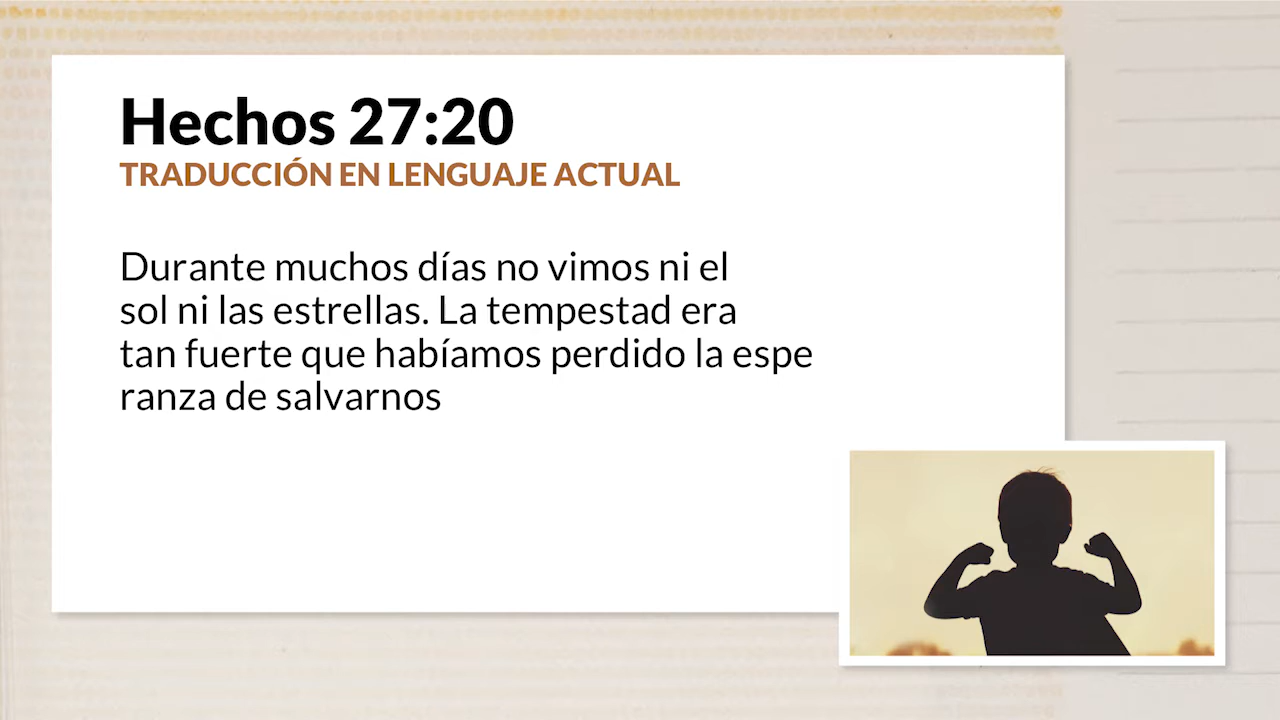 Hechos 27:20
TRADUCCIÓN EN LENGUAJE ACTUAL
Durante muchos días no vimos ni el
sol ni las estrellas. La tempestad era
tan fuerte que habíamos perdido la espe
ranza de salvarnos